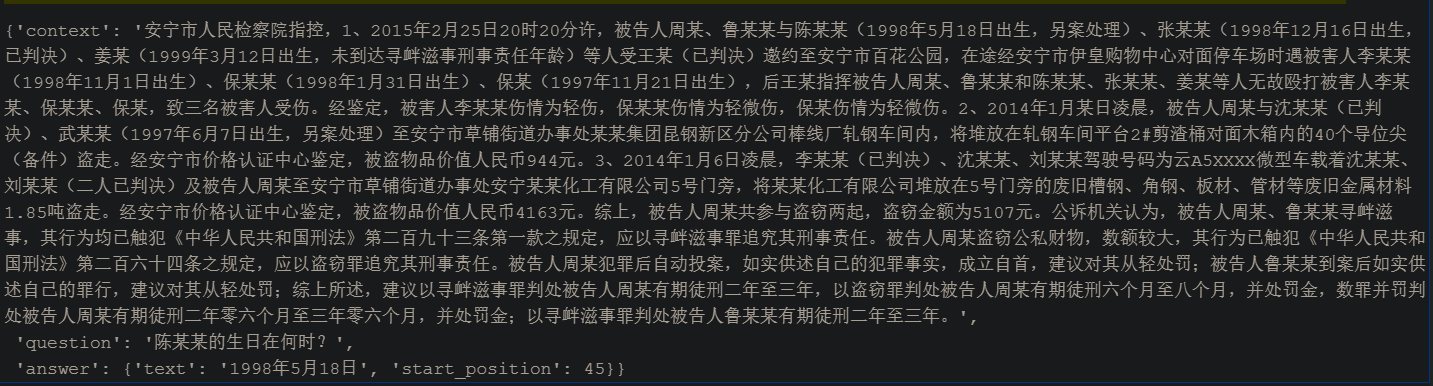 {'context': '安宁市人民检察院指控，1、2015年2月25日20时20分许，被告人周某、鲁某某与陈某某（1998年5月18日出生，另案处理）、张某某（1998年12月16日出生，
已判决）、姜某（1999年3月12日出生，未到达寻衅滋事刑事责任年龄）等人受王某（已判决）邀约至安宁市百花公园，在途经安宁市伊皇购物中心对面停车场时遇被害人李某某
（1998年11月1日出生）、保某某（1998年1月31日出生）、保某（1997年11月21日出生），后王某指挥被告人周某、鲁某某和陈某某、张某某、姜某等人无故殴打被害人李某
某、保某某、保某，致三名被害人受伤。经鉴定，被害人李某某伤情为轻伤，保某某伤情为轻微伤，保某伤情为轻微伤。2、2014年1月某日凌晨，被告人周某与沈某某（已判
决）、武某某（1997年6月7日出生，另案处理）至安宁市草铺街道办事处某某集团昆钢新区分公司棒线厂轧钢车间内，将堆放在轧钢车间平台2#剪渣桶对面木箱内的40个导位尖
（备件）盗走。经安宁市价格认证中心鉴定，被盗物品价值人民币944元。3、2014年1月6日凌晨，李某某（已判决）、沈某某、刘某某驾驶号码为云A5XXXX微型车载着沈某某、
刘某某（二人已判决）及被告人周某至安宁市草铺街道办事处安宁某某化工有限公司5号门旁，将某某化工有限公司堆放在5号门旁的废旧槽钢、角钢、板材、管材等废旧金属材料
1.85吨盗走。经安宁市价格认证中心鉴定，被盗物品价值人民币4163元。综上，被告人周某共参与盗窃两起，盗窃金额为5107元。公诉机关认为，被告人周某、鲁某某寻衅滋
事，其行为均已触犯《中华人民共和国刑法》第二百九十三条第一款之规定，应以寻衅滋事罪追究其刑事责任。被告人周某盗窃公私财物，数额较大，其行为已触犯《中华人民共和
国刑法》第二百六十四条之规定，应以盗窃罪追究其刑事责任。被告人周某犯罪后自动投案，如实供述自己的犯罪事实，成立自首，建议对其从轻处罚；被告人鲁某某到案后如实供
述自己的罪行，建议对其从轻处罚；综上所述，建议以寻衅滋事罪判处被告人周某有期徒刑二年至三年，以盗窃罪判处被告人周某有期徒刑六个月至八个月，并处罚金，数罪并罚判
处被告人周某有期徒刑二年零六个月至三年零六个月，并处罚金；以寻衅滋事罪判处被告人鲁某某有期徒刑二年至三年。',
'question': '陈某某的生日在何时？',
'answer': {'text': '1998年5月18日', 'start_position': 45}}